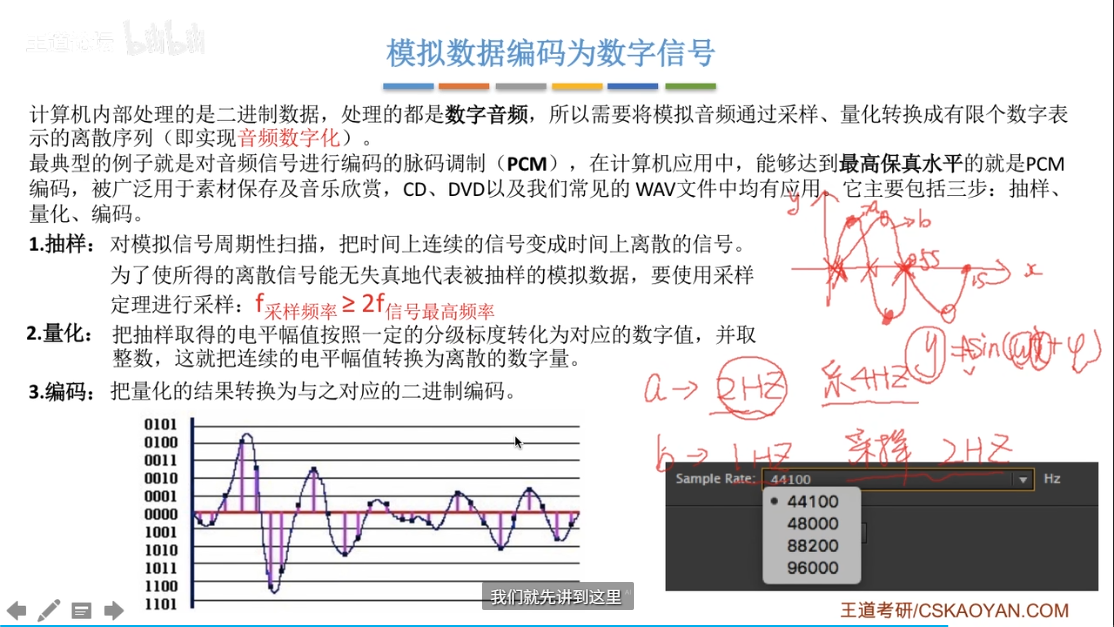 王道论坛 bilibili
模拟数据编码为数字信号
计算机内部处理的是二进制数据，处理的都是数字音频，所以需要将模拟音频通过采样、量化转换成有限个数字表
示的离散序列（即实现音频数字化）。
最典型的例子就是对音频信号进行编码的脉码调制（PCM），在计算机应用中，能够达到最高保真水平的就是PCM
编码，被广泛用于素材保存及音乐欣赏，CD、DVD以及我们常见的 WAV文件中均有应用。它主要包括三步：抽样、
量化、编码。
1.抽样：对模拟信号周期性扫描，把时间上连续的信号变成时间上离散的信号。
为了使所得的离散信号能无失真地代表被抽样的模拟数据，要使用采样
定理进行采样：f采样频率 ≥ 2f信号最高频率
2.量化：把抽样取得的电平幅值按照一定的分级标度转化为对应的数字值，并取
整数，这就把连续的电平幅值转换为离散的数字量。
3.编码：把量化的结果转换为与之对应的二进制编码。
y
a
b
x
1s
y=Asin(wx+φ)
a→ 2HZ 采4HZ
b→ 1HZ 采样 2HZ
0101
0100
0011
0010
0001
0000
1001
1010
1011
1100
1101
Sample Rate: 44100 Hz
44100
48000
88200
96000
我们就先讲到这里
王道考研/CSKAOYAN.COM